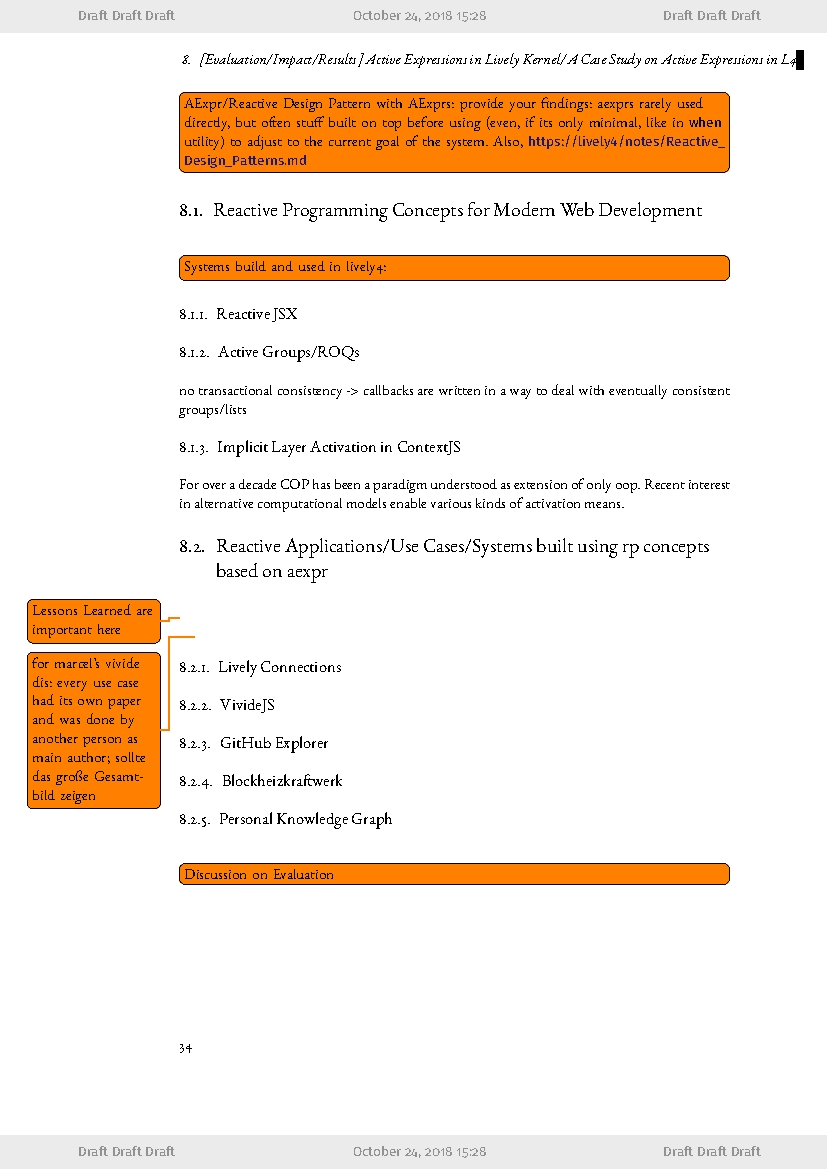 Draft Draft Draft October 24, 2018 15:28 Draft Draft Draft
8. [Evaluation/Impact/Results] Active Expressions in Lively Kernel/ A Case Study on Active Expressions in L4
AExpr/Reactive Design Pattern with AExprs: provide your findings: aexprs rarely used
directly, but often stuff built on top before using (even, if its only minimal, like in when
utility) to adjust to the current goal of the system. Also, https://lively4/notes/Reactive_
Design_Patterns.md
8.1. Reactive Programming Concepts for Modern Web Development
Systems build and used in lively4:
8.1.1. Reactive JSX
8.1.2. Active Groups/ROQs
no transactional consistency -> callbacks are written in a way to deal with eventually consistent
groups/lists
8.1.3. Implicit Layer Activation in ContextJS
For over a decade COP has been a paradigm understood as extension of only oop. Recent interest
in alternative computational models enable various kinds of activation means.
8.2. Reactive Applications/Use Cases/Systems built using rp concepts
based on aexpr
Lessons Learned are
important here
for marcel's vivide
dis: every use case
had its own paper
and was done by
another person as
main author; sollte
das große Gesamt-
bild zeigen
8.2.1. Lively Connections
8.2.2. VivideJS
8.2.3. GitHub Explorer
8.2.4. Blockheizkraftwerk
8.2.5. Personal Knowledge Graph
Discussion on Evaluation
34
Draft Draft Draft October 24, 2018 15:28 Draft Draft Draft